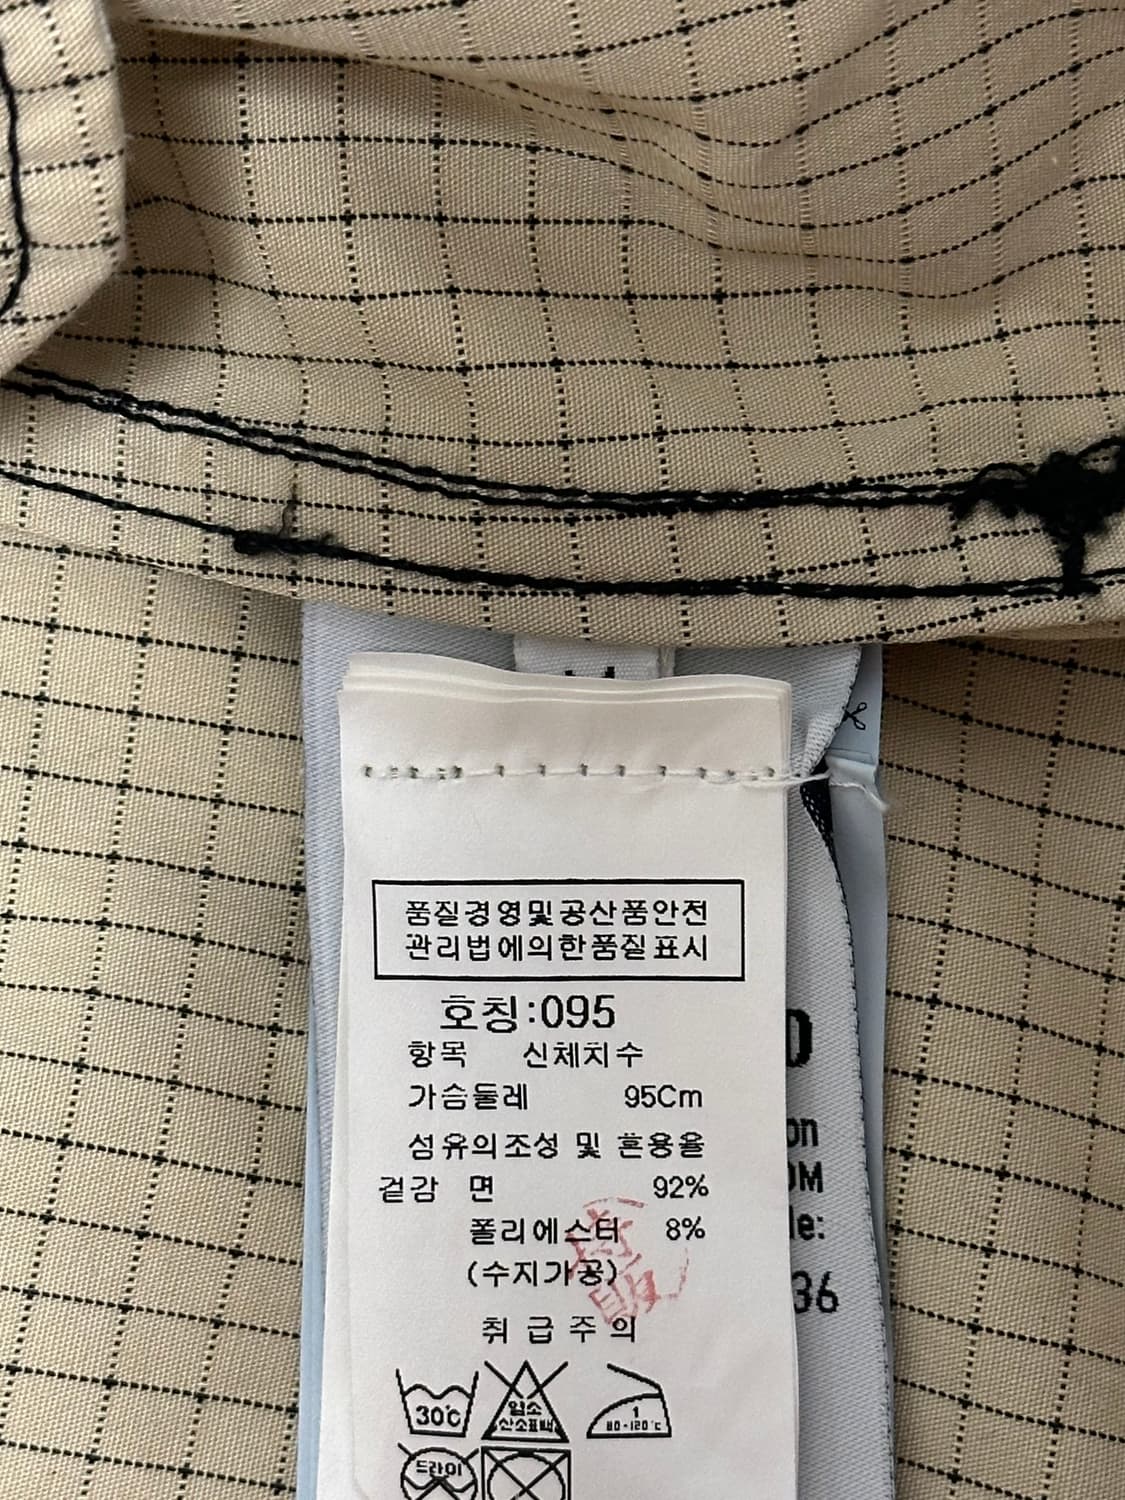 품질경영및공산품안전
관리법에의한품질표시
호칭:095
항목 신체치수
가슴둘레 95Cm
섬유의조성 및 혼용율
겉감 면 92%
폴리에스터 8%
(수지가공)
취급주의
30℃
염소
산소표백
1
80-120℃
드라이
36